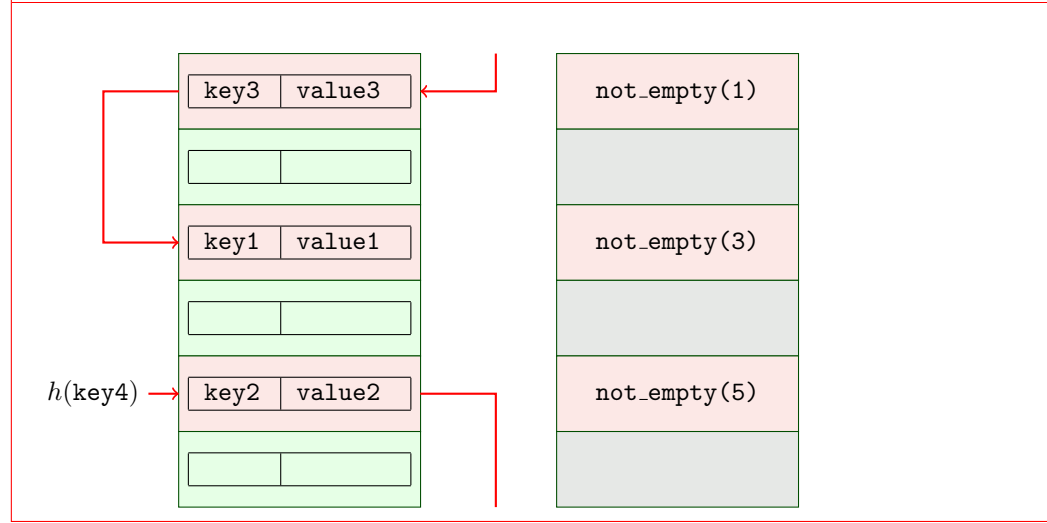 key3 value3 not_empty(1)
key1 value1 not_empty(3)
h(key4) key2 value2 not_empty(5)